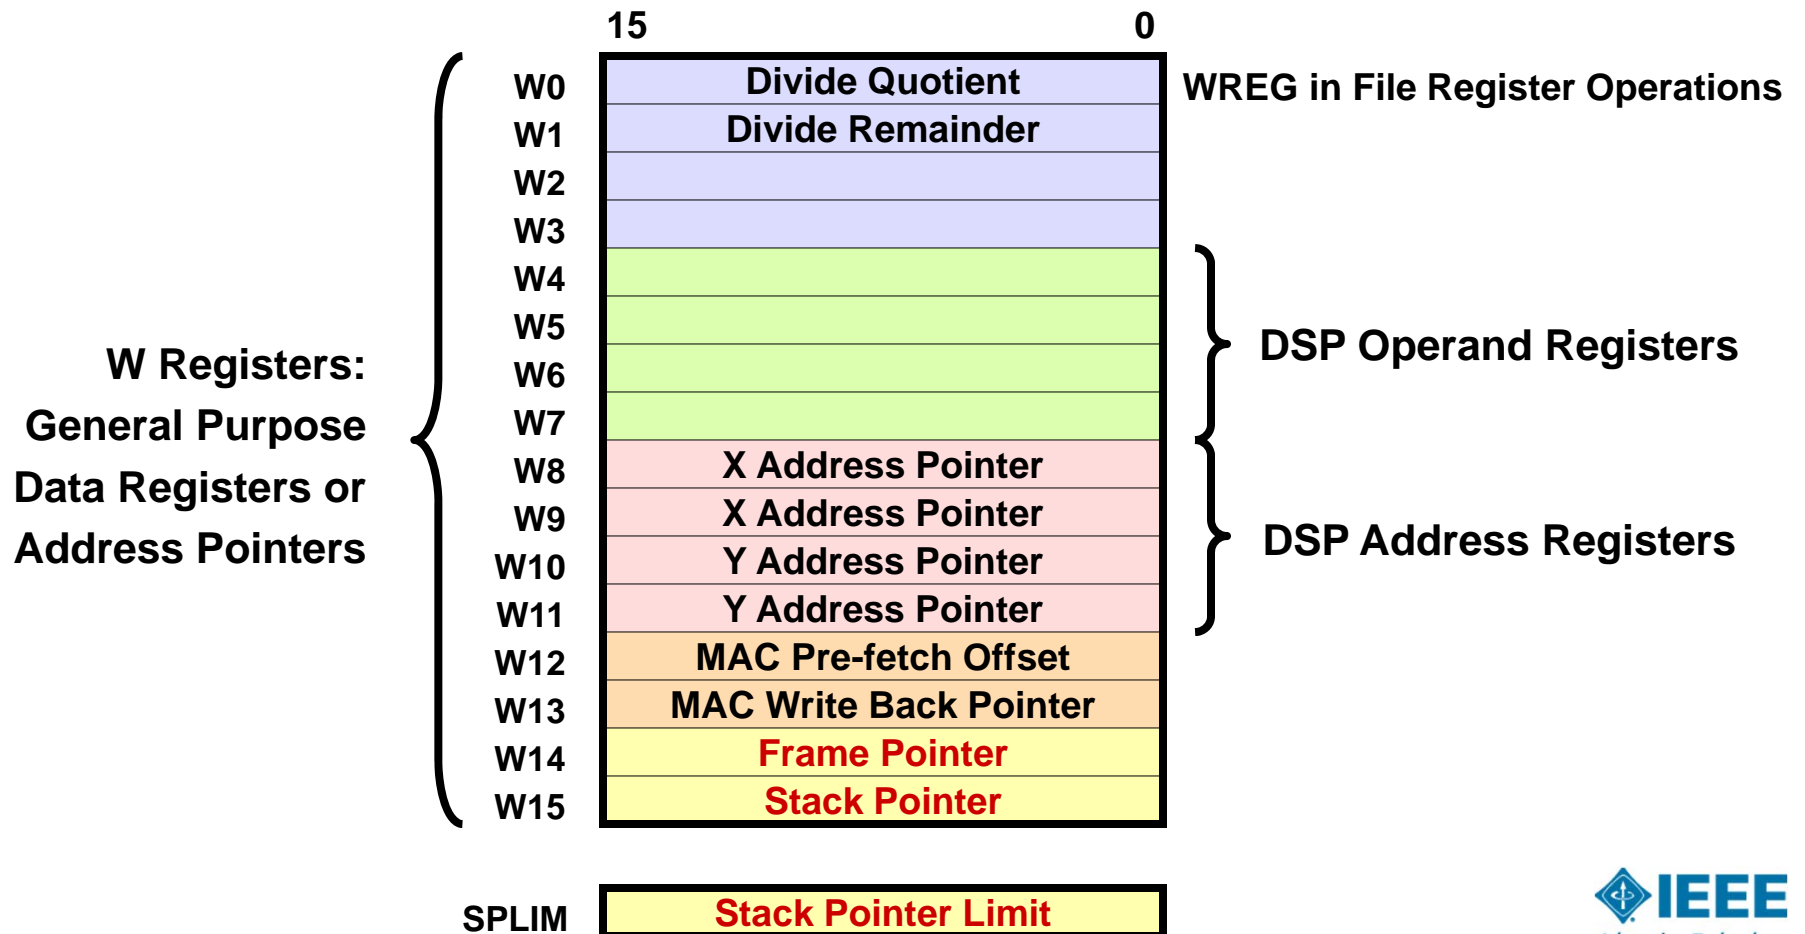 15 0
W0 Divide Quotient WREG in File Register Operations
W1 Divide Remainder
W2
W3
W4
W5
W6
W7
DSP Operand Registers
W Registers:
General Purpose
Data Registers or
Address Pointers
W8 X Address Pointer
W9 X Address Pointer
W10 Y Address Pointer
W11 Y Address Pointer
DSP Address Registers
W12 MAC Pre-fetch Offset
W13 MAC Write Back Pointer
W14 Frame Pointer
W15 Stack Pointer
SPLIM Stack Pointer Limit
IEEE